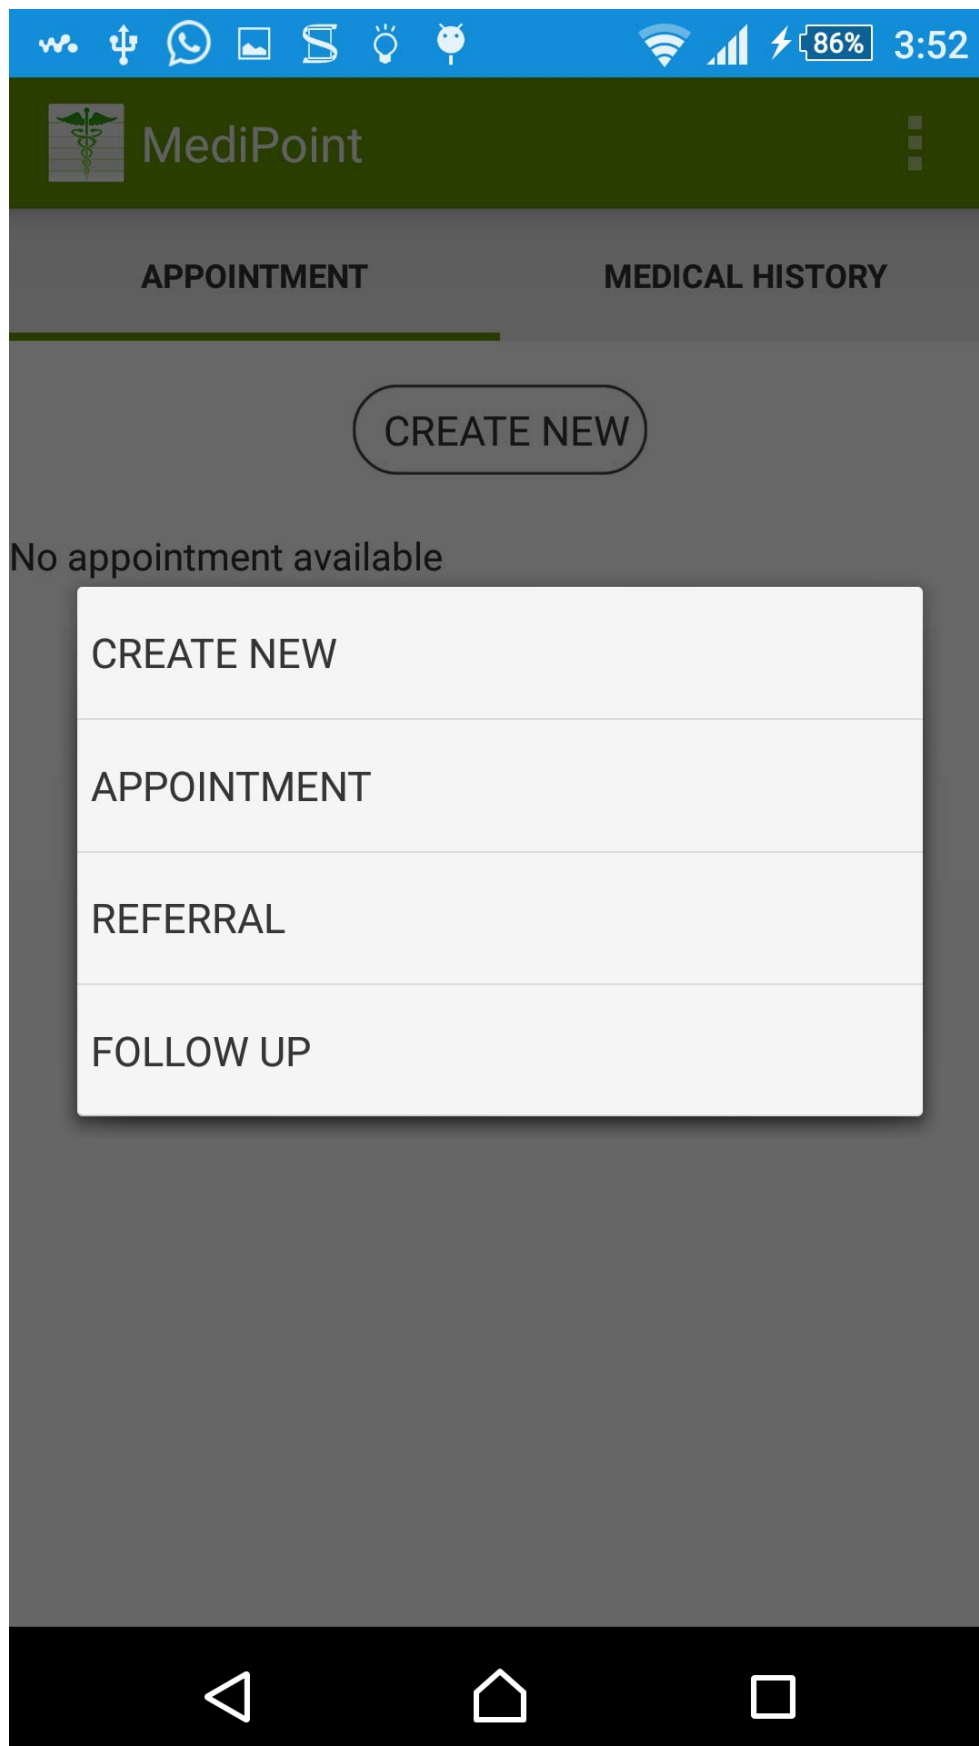 86% 3:52
MediPoint
APPOINTMENT MEDICAL HISTORY
CREATE NEW
No appointment available
CREATE NEW
APPOINTMENT
REFERRAL
FOLLOW UP